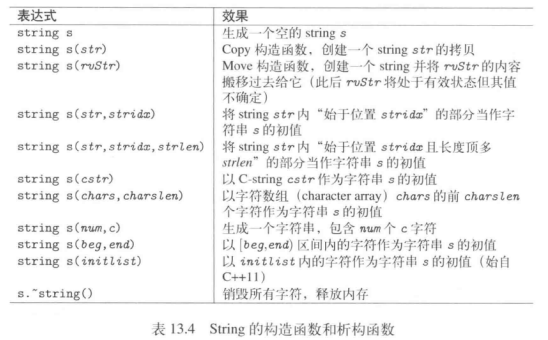 表达式 效果
string s 生成一个空的 string s
string s(str) Copy 构造函数，创建一个 string str 的拷贝
string s(rvStr) Move 构造函数，创建一个 string 并将 rvStr 的内容
搬移过去给它（此后 rvStr 将处于有效状态但其值
不确定）
string s(str,stridx) 将 string str 内“始于位置 stridx”的部分当作字
符串 s 的初值
string s(str,stridx,strlen) 将 string str 内“始于位置 stridx 且长度顶多
strlen”的部分当作字符串 s 的初值
string s(cstr) 以 C-string cstr 作为字符串 s 的初值
string s(chars,charslen) 以字符数组（character array）chars 的前 charslen
个字符作为字符串 s 的初值
string s(num,c) 生成一个字符串，包含 num 个 c 字符
string s(beg,end) 以 [beg,end) 区间内的字符作为字符串 s 的初值
string s(initlist) 以 initlist 内的字符作为字符串 s 的初值（始自
C++11）
s.~string() 销毁所有字符，释放内存
表 13.4 String 的构造函数和析构函数